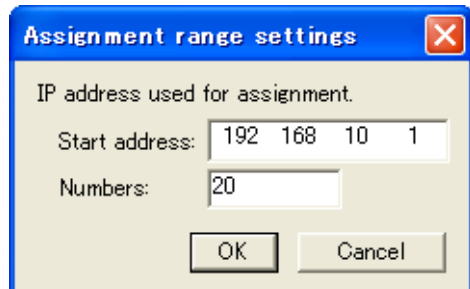 Assignment range settings
IP address used for assignment.
Start address: 192 168 10 1
Numbers: 20
OK Cancel